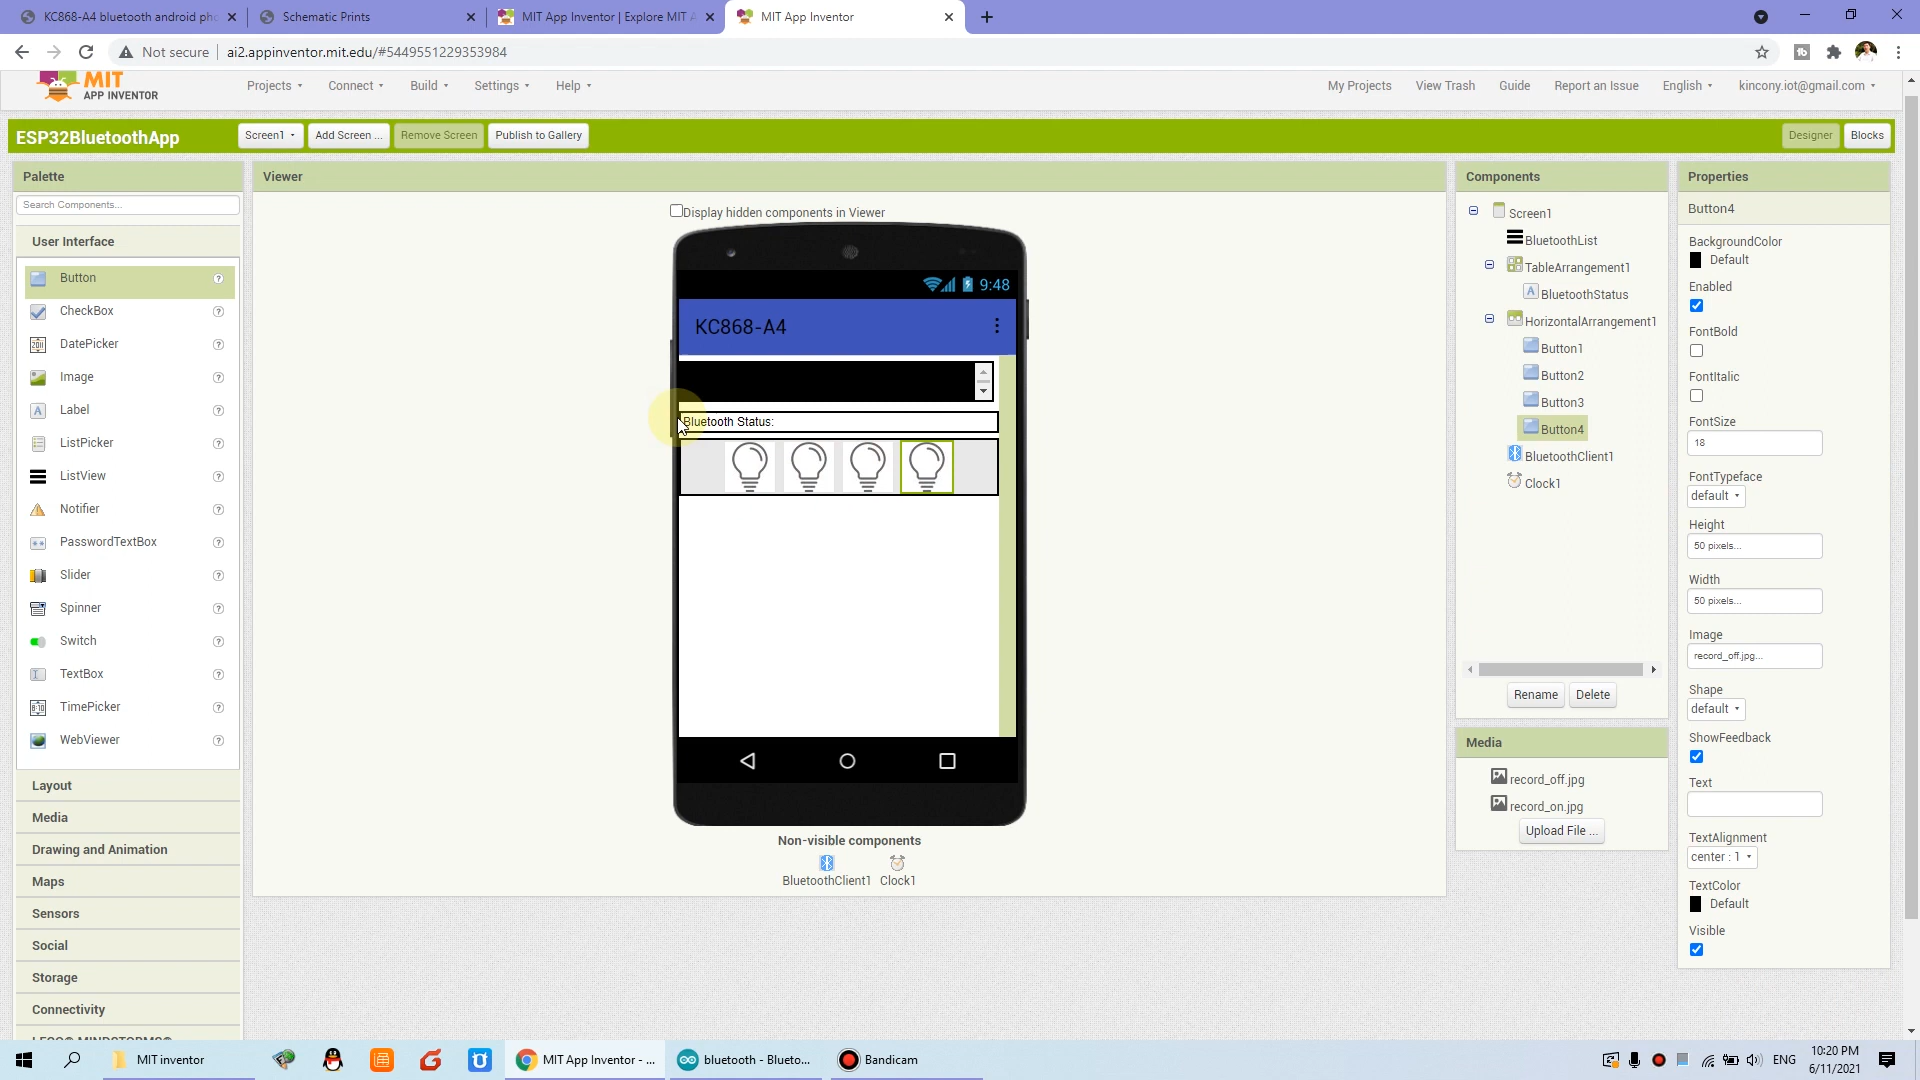 KC868-A4 bluetooth android ph
Schematic Prints
MIT App Inventor | Explore MIT A
MIT App Inventor
Not secure
ai2.appinventor.mit.edu/#5449551229353984
MIT
APP INVENTOR
Projects
Connect
Build
Settings
Help
My Projects
View Trash
Guide
Report an Issue
English
kincony.iot@gmail.com
ESP32BluetoothApp
Screen1
Add Screen ...
Remove Screen
Publish to Gallery
Designer
Blocks
Palette
Search Components...
User Interface
Button
CheckBox
DatePicker
Image
Label
ListPicker
ListView
Notifier
PasswordTextBox
Slider
Spinner
Switch
TextBox
TimePicker
WebViewer
Layout
Media
Drawing and Animation
Maps
Sensors
Social
Storage
Connectivity
Viewer
Display hidden components in Viewer
9:48
KC868-A4
Bluetooth Status:
Non-visible components
BluetoothClient1
Clock1
Components
Screen1
BluetoothList
TableArrangement1
BluetoothStatus
HorizontalArrangement1
Button1
Button2
Button3
Button4
BluetoothClient1
Clock1
Rename
Delete
Media
record_off.jpg
record_on.jpg
Upload File ...
Properties
Button4
BackgroundColor
Default
Enabled
FontBold
FontItalic
FontSize
18
FontTypeface
default
Height
50 pixels...
Width
50 pixels...
Image
record_off.jpg...
Shape
default
ShowFeedback
Text
TextAlignment
center : 1
TextColor
Default
Visible
MIT inventor
MIT App Inventor - ...
bluetooth - Blueto...
Bandicam
ENG
10:20 PM
6/11/2021